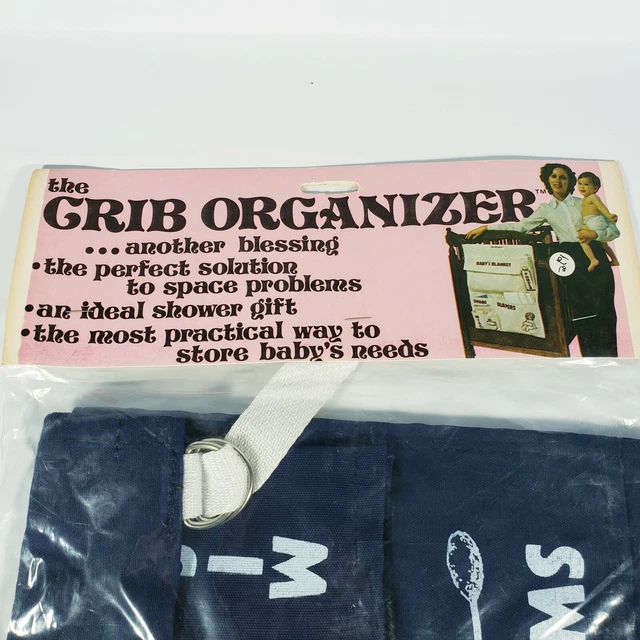 the
CRIB ORGANIZER™
...another blessing
•the perfect solution
to space problems
•an ideal shower gift
•the most practical way to
store baby's needs
BABY'S BLANKET
DIAPERS